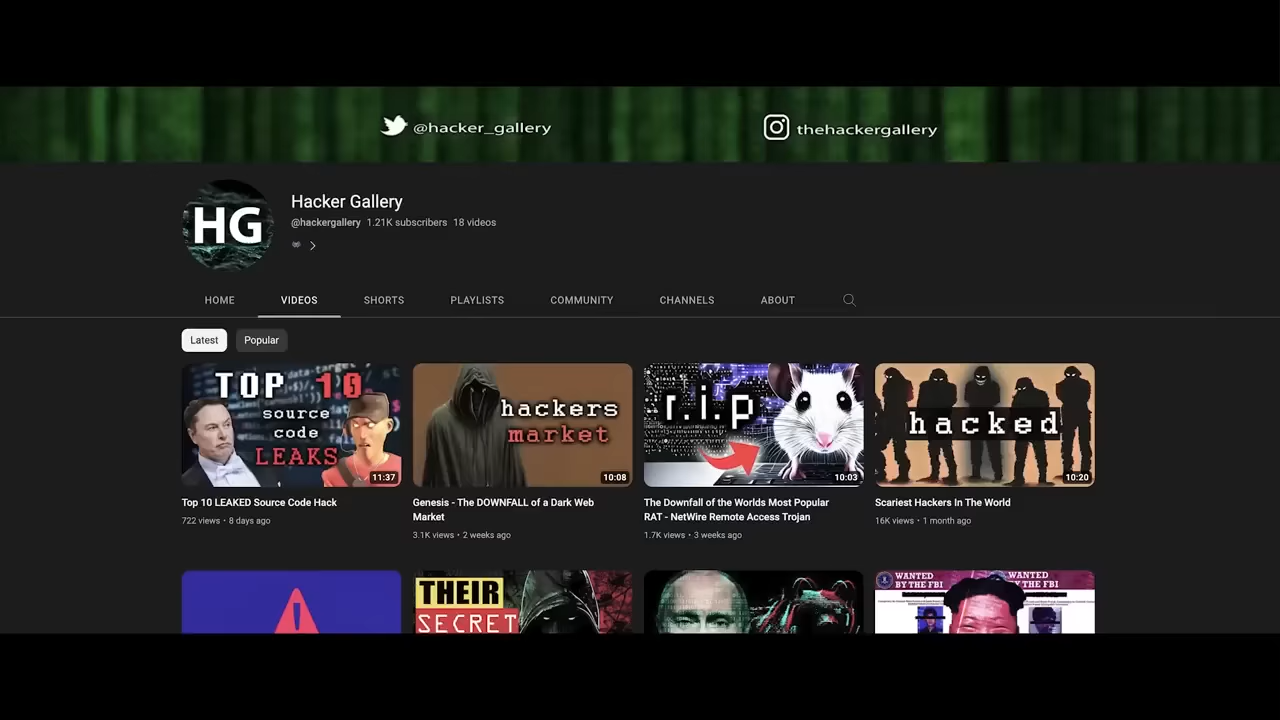 @hacker_gallery
thehackergallery
HG
Hacker Gallery
@hackergallery 1.21K subscribers 18 videos
HOME VIDEOS SHORTS PLAYLISTS COMMUNITY CHANNELS ABOUT
Latest Popular
TOP 10
source
code
LEAKS
11:37
hackers
market
10:08
r.i.p
10:03
hacked
10:20
Top 10 LEAKED Source Code Hack
722 views • 8 days ago
Genesis - The DOWNFALL of a Dark Web
Market
3.1K views • 2 weeks ago
The Downfall of the Worlds Most Popular
RAT - NetWire Remote Access Trojan
1.7K views • 3 weeks ago
Scariest Hackers In The World
16K views • 1 month ago
THEIR
SECRET
WANTED
BY THE FBI
WANTED
BY THE FBI